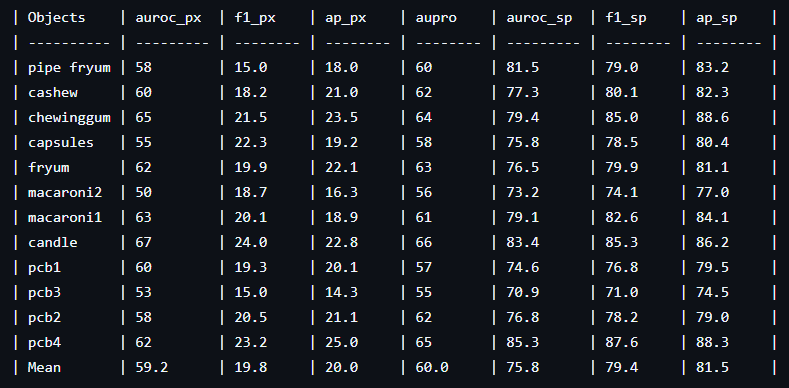 | Objects | auroc_px | f1_px | ap_px | aupro | auroc_sp | f1_sp | ap_sp |
| ---------- | --------- | -------- | -------- | -------- | --------- | -------- | -------- |
| pipe fryum | 58 | 15.0 | 18.0 | 60 | 81.5 | 79.0 | 83.2 |
| cashew | 60 | 18.2 | 21.0 | 62 | 77.3 | 80.1 | 82.3 |
| chewinggum | 65 | 21.5 | 23.5 | 64 | 79.4 | 85.0 | 88.6 |
| capsules | 55 | 22.3 | 19.2 | 58 | 75.8 | 78.5 | 80.4 |
| fryum | 62 | 19.9 | 22.1 | 63 | 76.5 | 79.9 | 81.1 |
| macaroni2 | 50 | 18.7 | 16.3 | 56 | 73.2 | 74.1 | 77.0 |
| macaroni1 | 63 | 20.1 | 18.9 | 61 | 79.1 | 82.6 | 84.1 |
| candle | 67 | 24.0 | 22.8 | 66 | 83.4 | 85.3 | 86.2 |
| pcb1 | 60 | 19.3 | 20.1 | 57 | 74.6 | 76.8 | 79.5 |
| pcb3 | 53 | 15.0 | 14.3 | 55 | 70.9 | 71.0 | 74.5 |
| pcb2 | 58 | 20.5 | 21.1 | 62 | 76.8 | 78.2 | 79.0 |
| pcb4 | 62 | 23.2 | 25.0 | 65 | 85.3 | 87.6 | 88.3 |
| Mean | 59.2 | 19.8 | 20.0 | 60.0 | 75.8 | 79.4 | 81.5 |